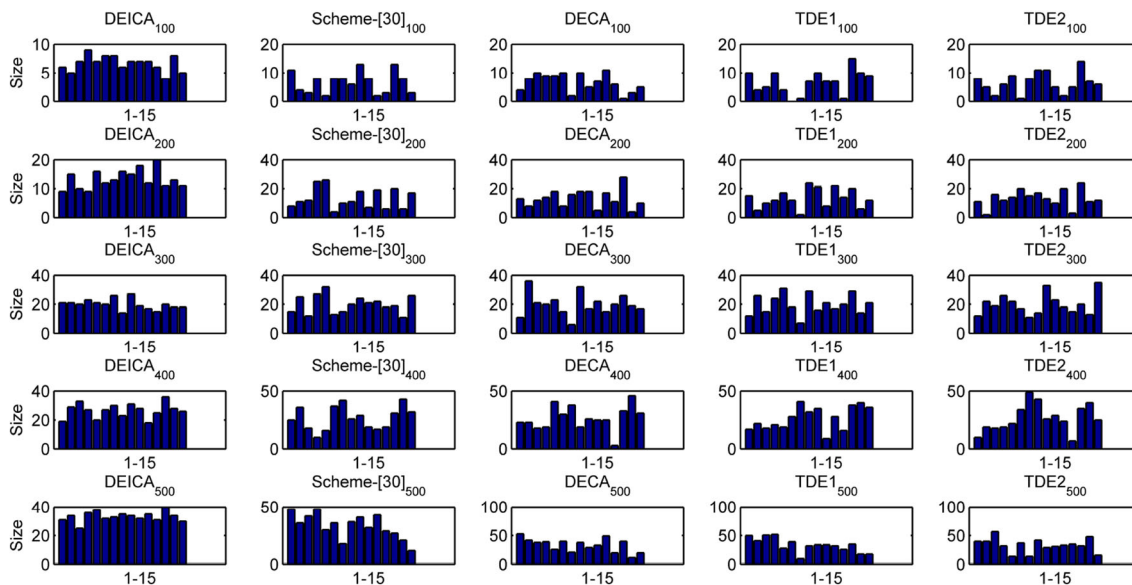 DEICA100 Scheme-[30]100 DECA100 TDE1100 TDE2100
Size 10 5 0 20 10 0 20 10 0 20 10 0 20 10 0
1-15 1-15 1-15 1-15 1-15
DEICA200 Scheme-[30]200 DECA200 TDE1200 TDE2200
Size 20 10 0 40 20 0 40 20 0 40 20 0 40 20 0
1-15 1-15 1-15 1-15 1-15
DEICA300 Scheme-[30]300 DECA300 TDE1300 TDE2300
Size 40 20 0 40 20 0 40 20 0 40 20 0 40 20 0
1-15 1-15 1-15 1-15 1-15
DEICA400 Scheme-[30]400 DECA400 TDE1400 TDE2400
Size 40 20 0 50 0 50 0 50 0 50 0
1-15 1-15 1-15 1-15 1-15
DEICA500 Scheme-[30]500 DECA500 TDE1500 TDE2500
Size 40 20 0 50 0 100 50 0 100 50 0 100 50 0
1-15 1-15 1-15 1-15 1-15